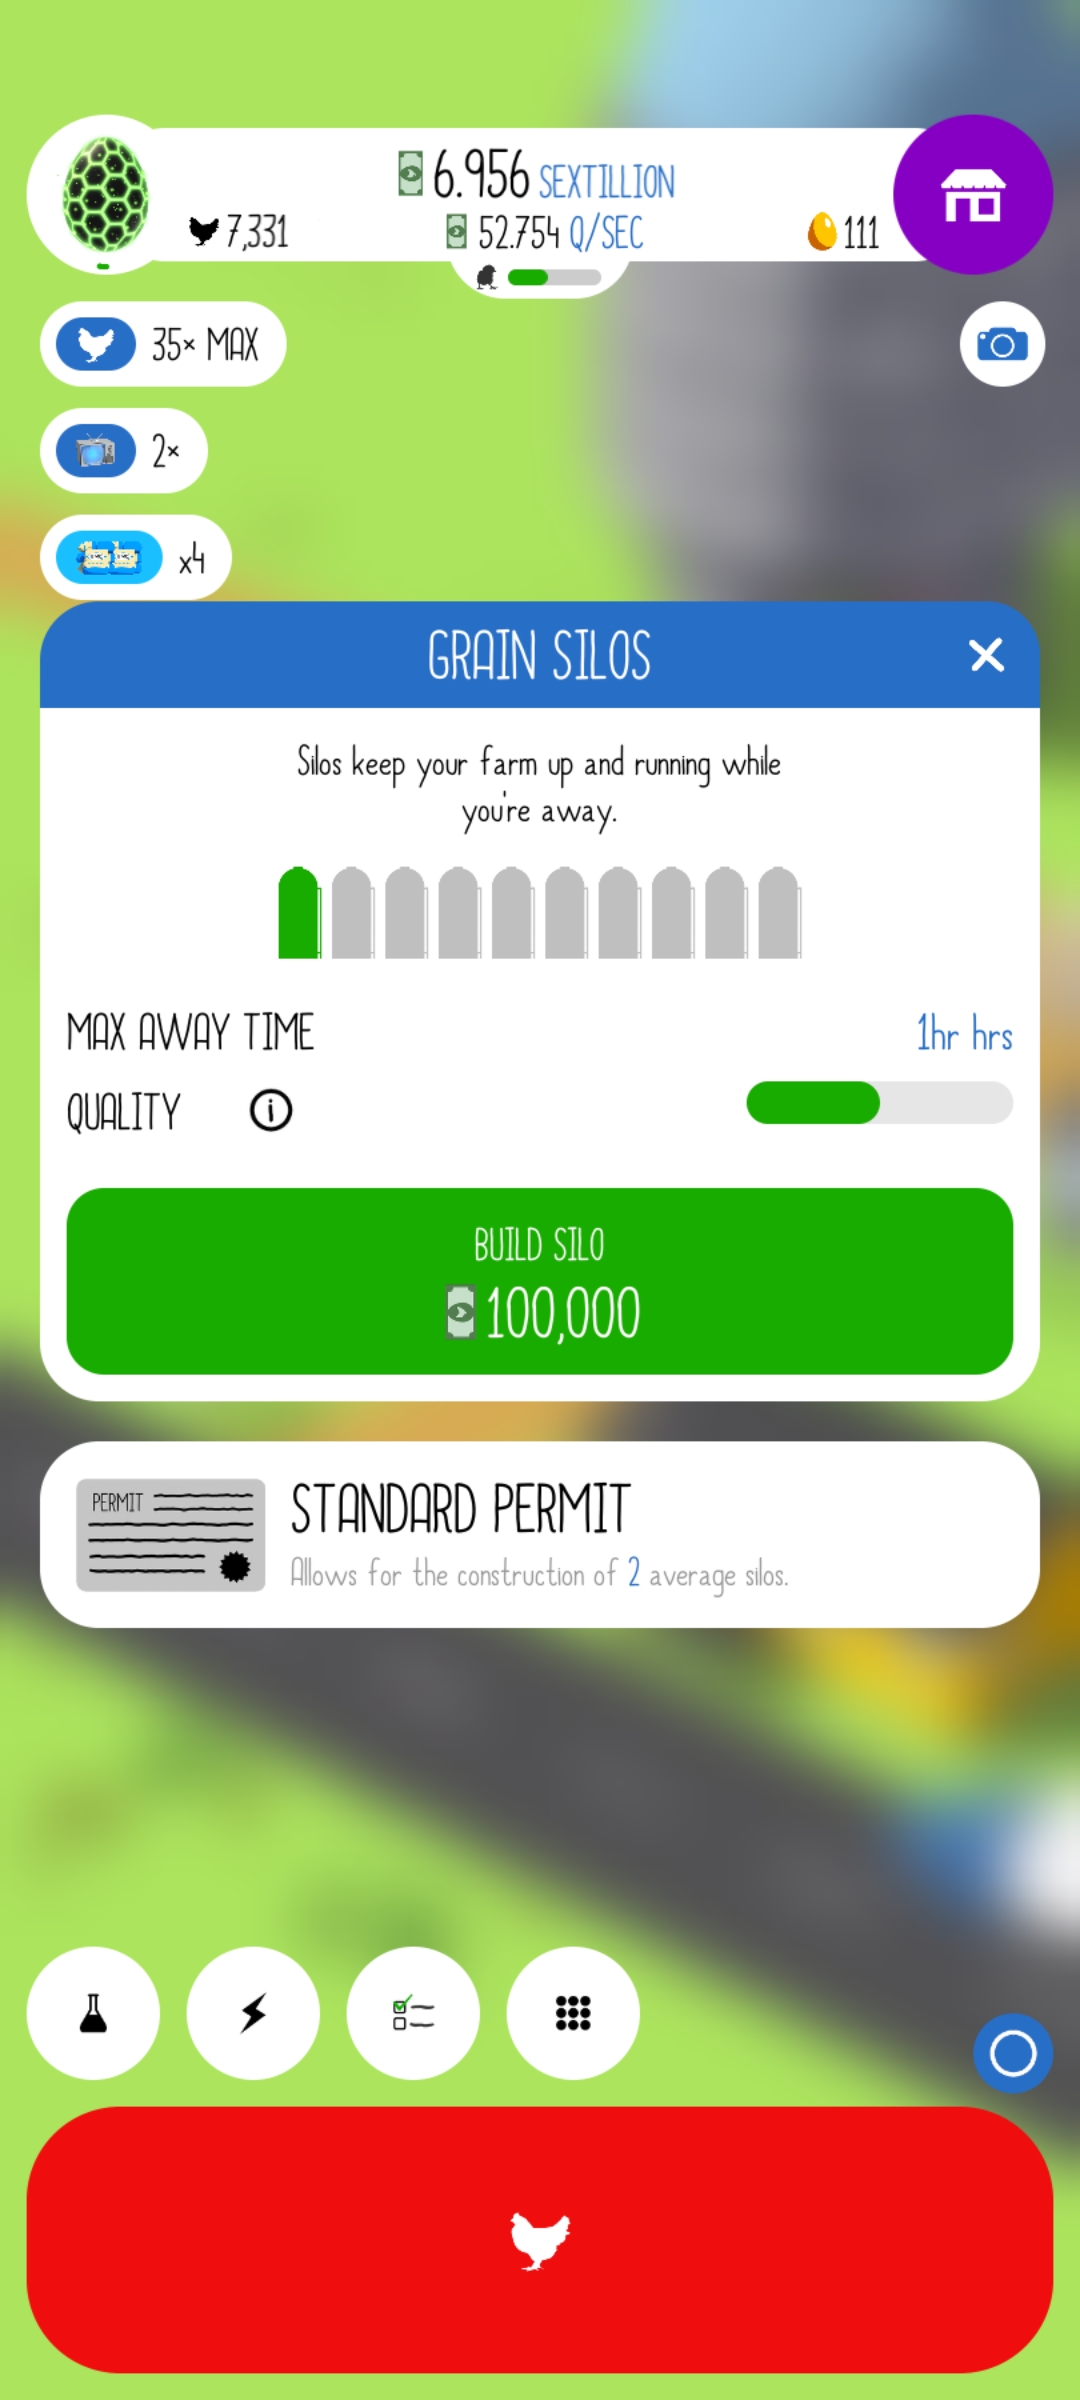 6.956 SEXTILLION
7,331
52.754 Q/SEC
111
35× MAX
2×
x4
GRAIN SILOS
Silos keep your farm up and running while
you're away.
MAX AWAY TIME
1hr hrs
QUALITY
i
BUILD SILO
100,000
PERMIT
STANDARD PERMIT
Allows for the construction of 2 average silos.